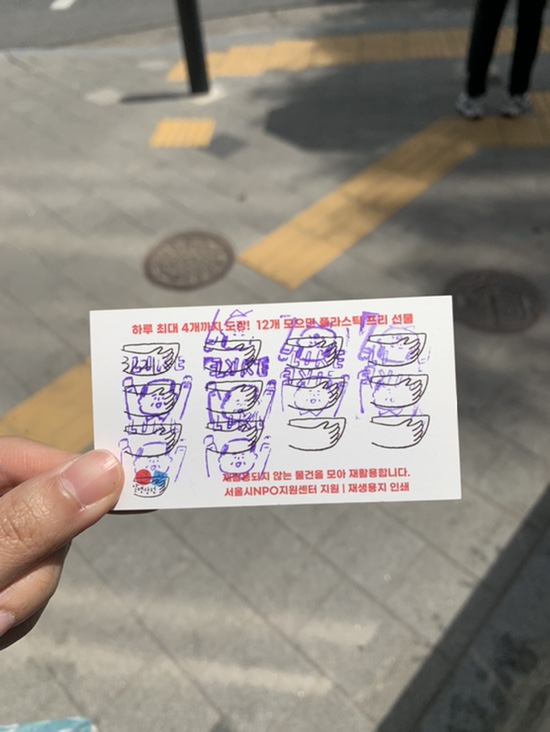 하루 최대 4개까지 도장! 12개 모으면 플라스틱 프리 선물
재활용되지 않는 물건을 모아 재활용합니다.
서울시NPO지원센터 지원 | 재생용지 인쇄